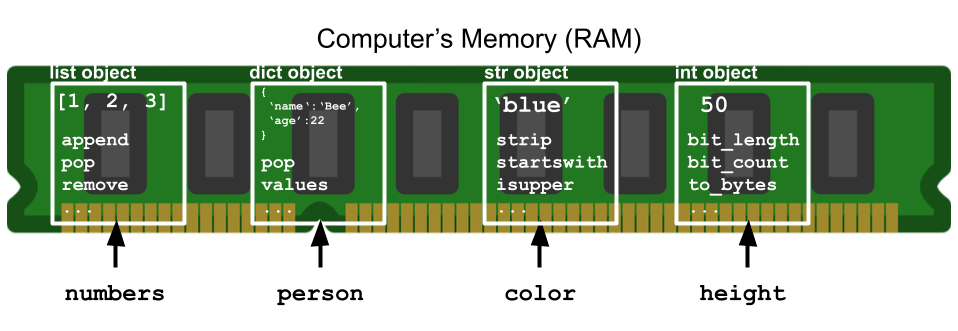 Computer's Memory (RAM)
list object
[1, 2, 3]
append
pop
remove
...
dict object
{
‘name’:‘Bee’,
‘age’:22
}
pop
values
...
str object
‘blue’
strip
startswith
isupper
...
int object
50
bit_length
bit_count
to_bytes
...
numbers
person
color
height